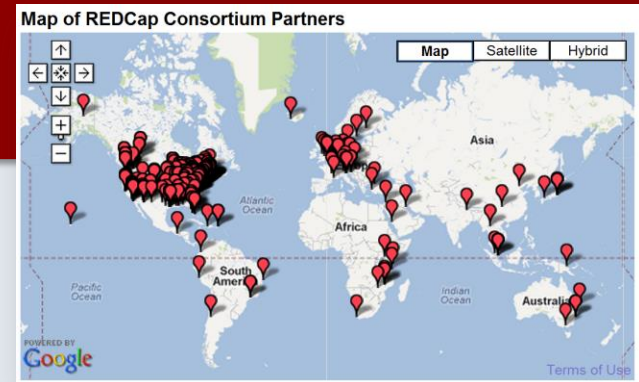 Map of REDCap Consortium Partners
Map Satellite Hybrid
Asia
Atlantic
Ocean
Africa
South
Pacific
Ocean
Indian
Ocean
POWERED BY
Google
Terms of Use